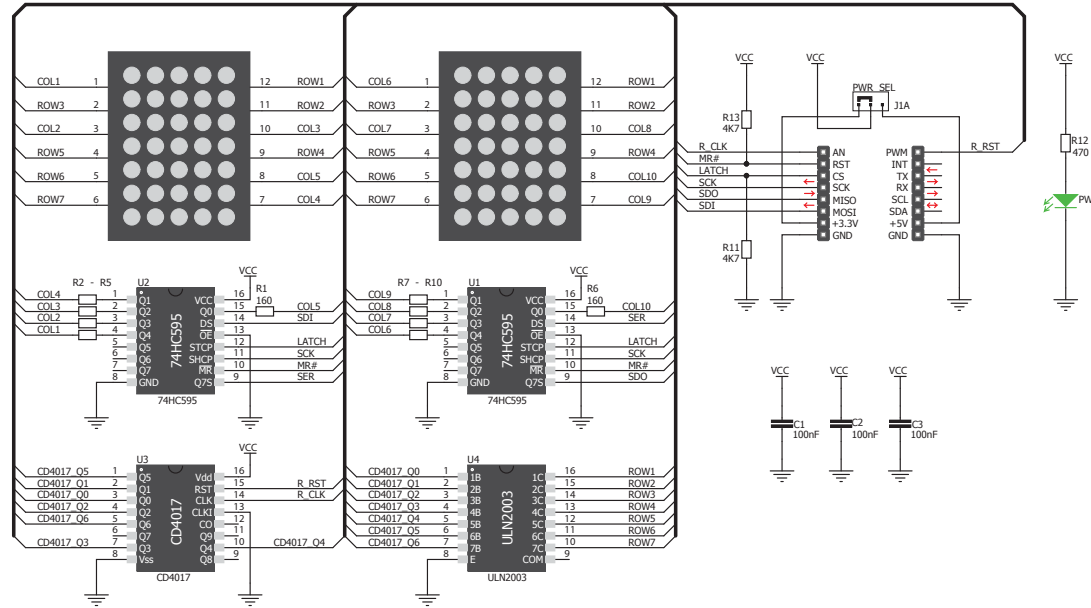 COL1 1 12 ROW1
ROW3 2 11 ROW2
COL2 3 10 COL3
ROW5 4 9 ROW4
ROW6 5 8 COL5
ROW7 6 7 COL4
COL6 1 12 ROW1
ROW3 2 11 ROW2
COL7 3 10 COL8
ROW5 4 9 ROW4
ROW6 5 8 COL10
ROW7 6 7 COL9
VCC VCC VCC
PWR SEL
J1A
R13
4K7
R12
470
R_CLK AN PWM R_RST
MR# RST INT
LATCH CS TX
SCK SCK RX
SDO MISO SCL
SDI MOSI SDA
+3.3V +5V
GND GND
R11
4K7
PW
R2 - R5 U2 VCC
R1
160
COL4 1 Q1 VCC 16
COL3 2 Q2 Q0 15 COL5
COL2 3 Q3 DS 14 SDI
COL1 4 Q4 OE 13
5 Q5 STCP 12 LATCH
6 Q6 SHCP 11 SCK
7 Q7 MR 10 MR#
8 GND Q7S 9 SER
74HC595
74HC595
R7 - R10 U1 VCC
R6
160
COL9 1 Q1 VCC 16
COL8 2 Q2 Q0 15 COL10
COL7 3 Q3 DS 14 SER
COL6 4 Q4 OE 13
5 Q5 STCP 12 LATCH
6 Q6 SHCP 11 SCK
7 Q7 MR 10 MR#
8 GND Q7S 9 SDO
74HC595
74HC595
VCC VCC VCC
C1
100nF
C2
100nF
C3
100nF
U3 VCC
CD4017_Q5 1 Q5 Vdd 16
CD4017_Q1 2 Q1 RST 15 R_RST
CD4017_Q0 3 Q0 CLK 14 R_CLK
CD4017_Q2 4 Q2 CLKI 13
CD4017_Q6 5 Q6 CO 12
6 Q7 Q9 11
CD4017_Q3 7 Q3 Q4 10 CD4017_Q4
8 Vss Q8 9
CD4017
CD4017
U4
CD4017_Q0 1 1B 1C 16 ROW1
CD4017_Q1 2 2B 2C 15 ROW2
CD4017_Q2 3 3B 3C 14 ROW3
CD4017_Q3 4 4B 4C 13 ROW4
CD4017_Q4 5 5B 5C 12 ROW5
CD4017_Q5 6 6B 6C 11 ROW6
CD4017_Q6 7 7B 7C 10 ROW7
8 E COM 9
ULN2003
ULN2003